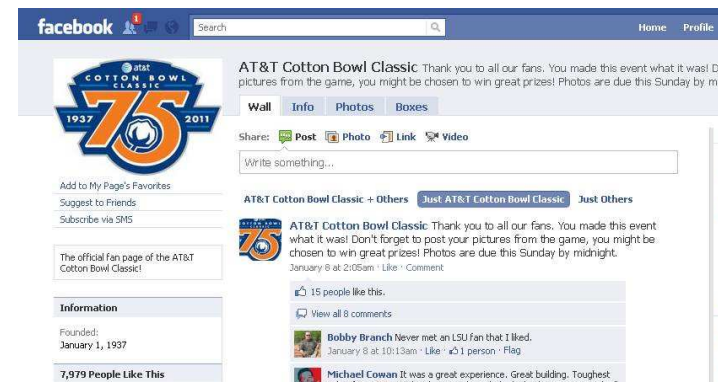 facebook
1
Search
Home Profile
at&t
COTTON BOWL
CLASSIC
75
1937 2011
AT&T Cotton Bowl Classic Thank you to all our fans. You made this event what it was! D
pictures from the game, you might be chosen to win great prizes! Photos are due this Sunday by m
Wall Info Photos Boxes
Share: Post Photo Link Video
Write something...
Add to My Page's Favorites
Suggest to Friends
Subscribe via SMS
The official fan page of the AT&T
Cotton Bowl Classic!
Information
Founded:
January 1, 1937
7,979 People Like This
AT&T Cotton Bowl Classic + Others Just AT&T Cotton Bowl Classic Just Others
AT&T Cotton Bowl Classic Thank you to all our fans. You made this event
what it was! Don't forget to post your pictures from the game, you might be
chosen to win great prizes! Photos are due this Sunday by midnight.
January 8 at 2:05am · Like · Comment
15 people like this.
View all 8 comments
Bobby Branch Never met an LSU fan that I liked.
January 8 at 10:13am · Like · 1 person · Flag
Michael Cowan It was a great experience. Great building. Toughest